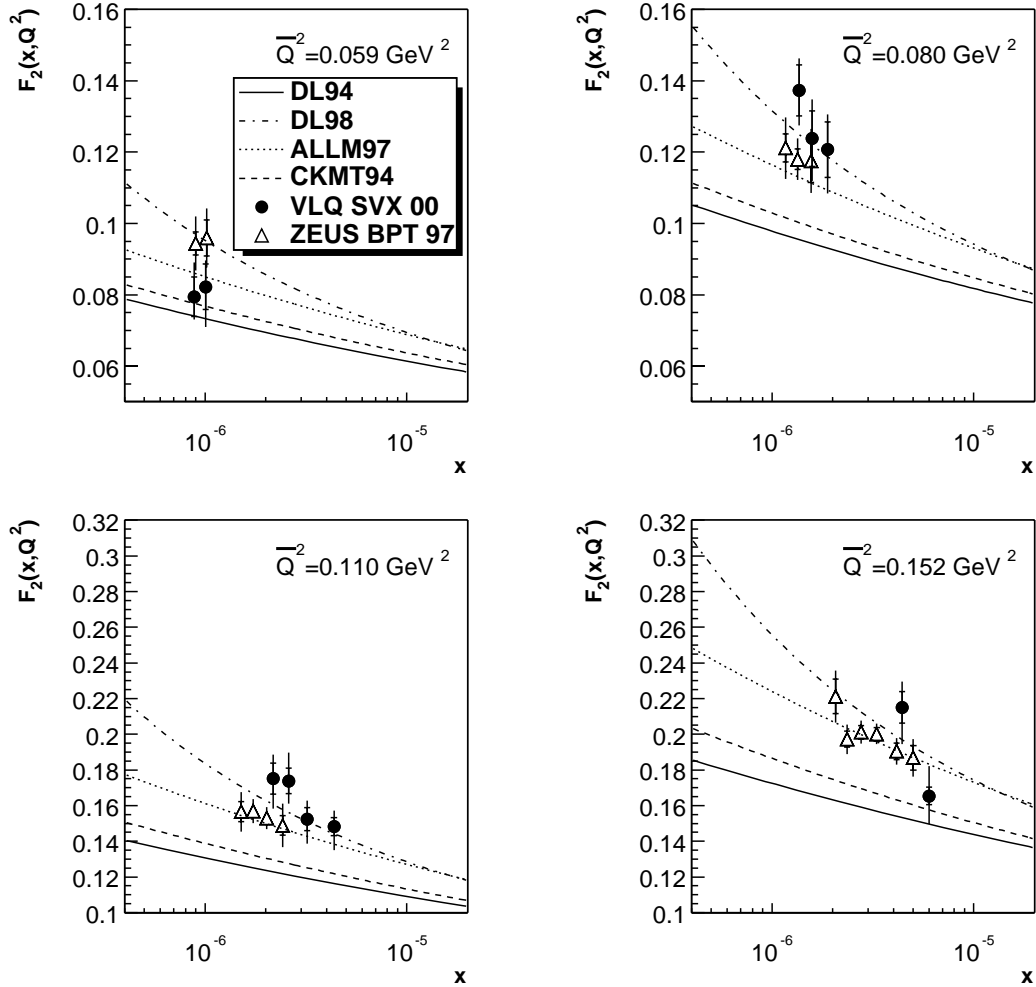 F₂(x,Q²)
0.16
0.14
0.12
0.1
0.08
0.06
Q̅²=0.059 GeV²
DL94
DL98
ALLM97
CKMT94
VLQ SVX 00
ZEUS BPT 97
10⁻⁶
10⁻⁵
x
F₂(x,Q²)
0.16
0.14
0.12
0.1
0.08
0.06
Q̅²=0.080 GeV²
10⁻⁶
10⁻⁵
x
F₂(x,Q²)
0.32
0.3
0.28
0.26
0.24
0.22
0.2
0.18
0.16
0.14
0.12
0.1
Q̅²=0.110 GeV²
10⁻⁶
10⁻⁵
x
F₂(x,Q²)
0.32
0.3
0.28
0.26
0.24
0.22
0.2
0.18
0.16
0.14
0.12
0.1
Q̅²=0.152 GeV²
10⁻⁶
10⁻⁵
x